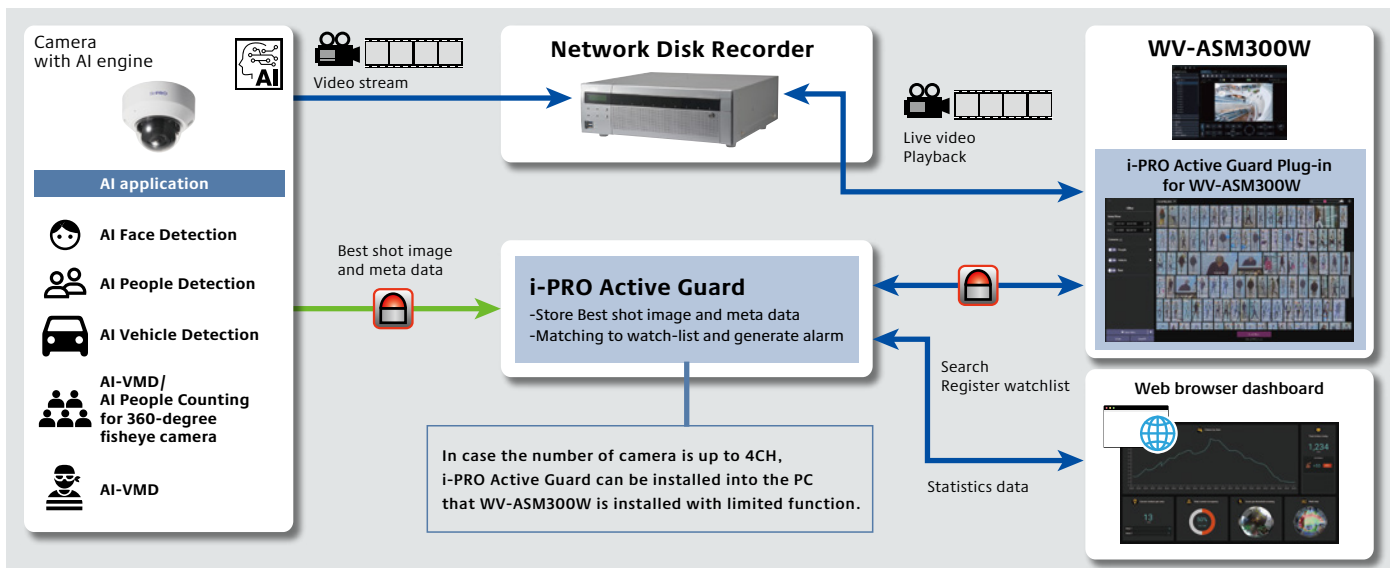 Camera
with AI engine
AI
i-PRO
AI application
AI Face Detection
AI People Detection
AI Vehicle Detection
AI-VMD/
AI People Counting
for 360-degree
fisheye camera
AI-VMD
Video stream
Network Disk Recorder
Live video
Playback
WV-ASM300W
i-PRO Active Guard Plug-in
for WV-ASM300W
Best shot image
and meta data
i-PRO Active Guard
-Store Best shot image and meta data
-Matching to watch-list and generate alarm
Search
Register watchlist
In case the number of camera is up to 4CH,
i-PRO Active Guard can be installed into the PC
that WV-ASM300W is installed with limited function.
Statistics data
Web browser dashboard
1,234
13
50%